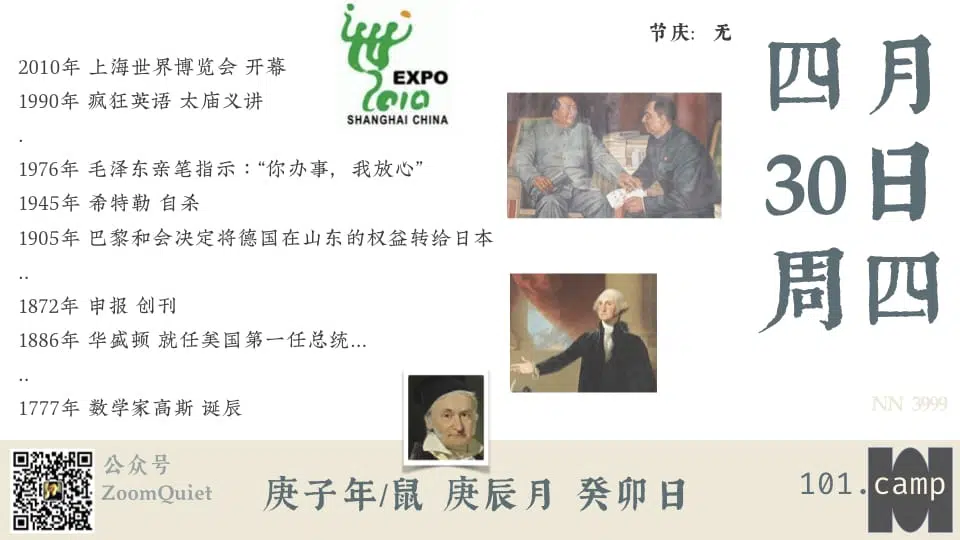 2010年 上海世界博览会 开幕
1990年 疯狂英语 太庙义讲
.
1976年 毛泽东亲笔指示：“你办事，我放心”
1945年 希特勒 自杀
1905年 巴黎和会决定将德国在山东的权益转给日本
..
1872年 申报 创刊
1886年 华盛顿 就任美国第一任总统...
..
1777年 数学家高斯 诞辰
EXPO
2010
SHANGHAI CHINA
节庆： 无
四月
30日
周四
NN 3999
公众号
ZoomQuiet
庚子年/鼠 庚辰月 癸卯日
101.camp